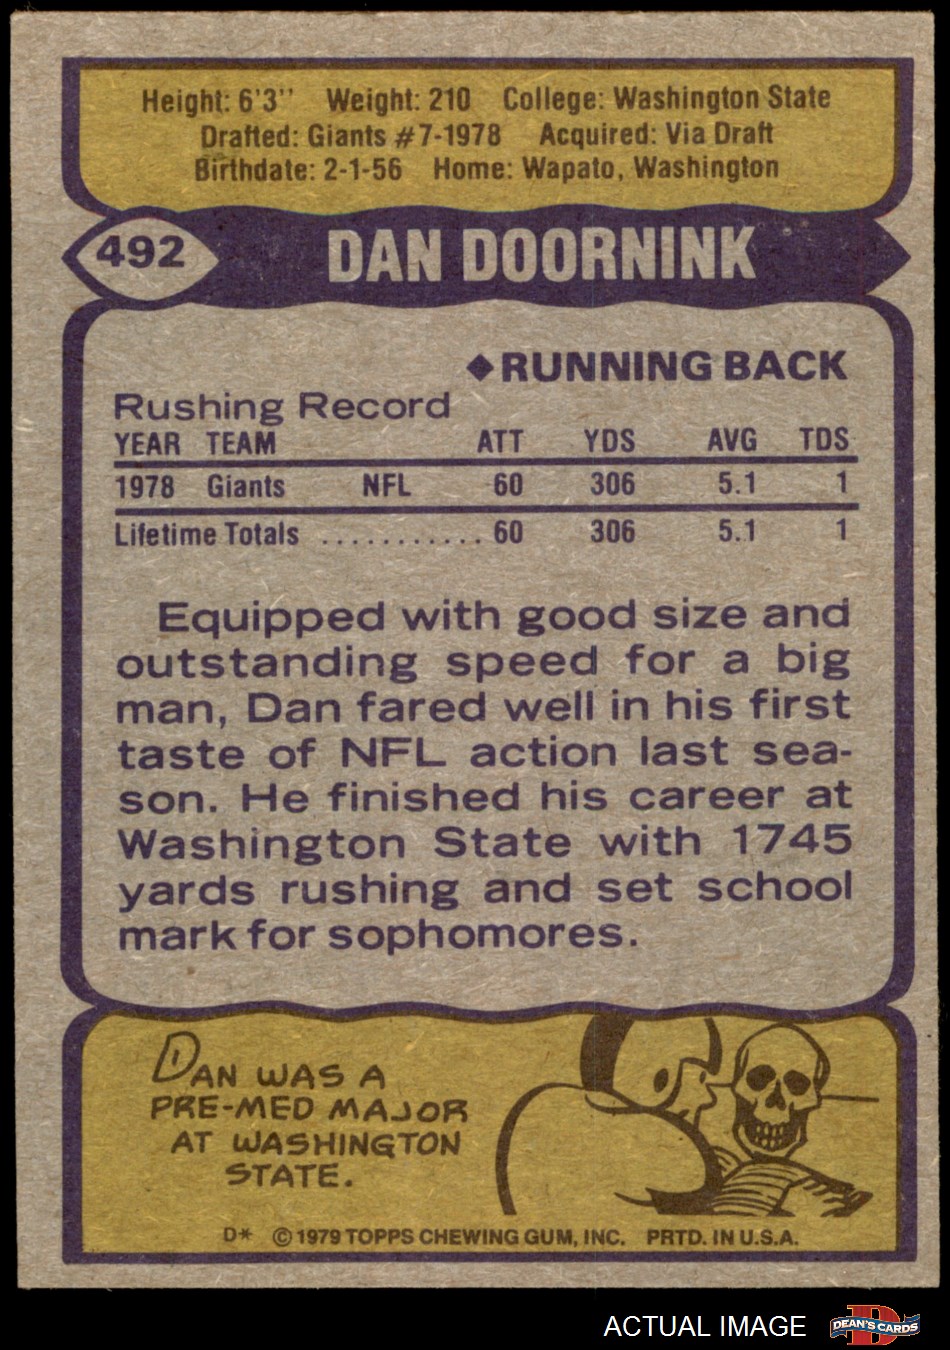 Height: 6'3'' Weight: 210 College: Washington State
Drafted: Giants #7-1978 Acquired: Via Draft
Birthdate: 2-1-56 Home: Wapato, Washington
492 DAN DOORNINK
◆RUNNING BACK
Rushing Record
YEAR TEAM ATT YDS AVG TDS
1978 Giants NFL 60 306 5.1 1
Lifetime Totals ........... 60 306 5.1 1
Equipped with good size and
outstanding speed for a big
man, Dan fared well in his first
taste of NFL action last sea-
son. He finished his career at
Washington State with 1745
yards rushing and set school
mark for sophomores.
DAN WAS A
PRE-MED MAJOR
AT WASHINGTON
STATE.
D* © 1979 TOPPS CHEWING GUM, INC. PRTD. IN U.S.A.
ACTUAL IMAGE D DEAN'S CARDS